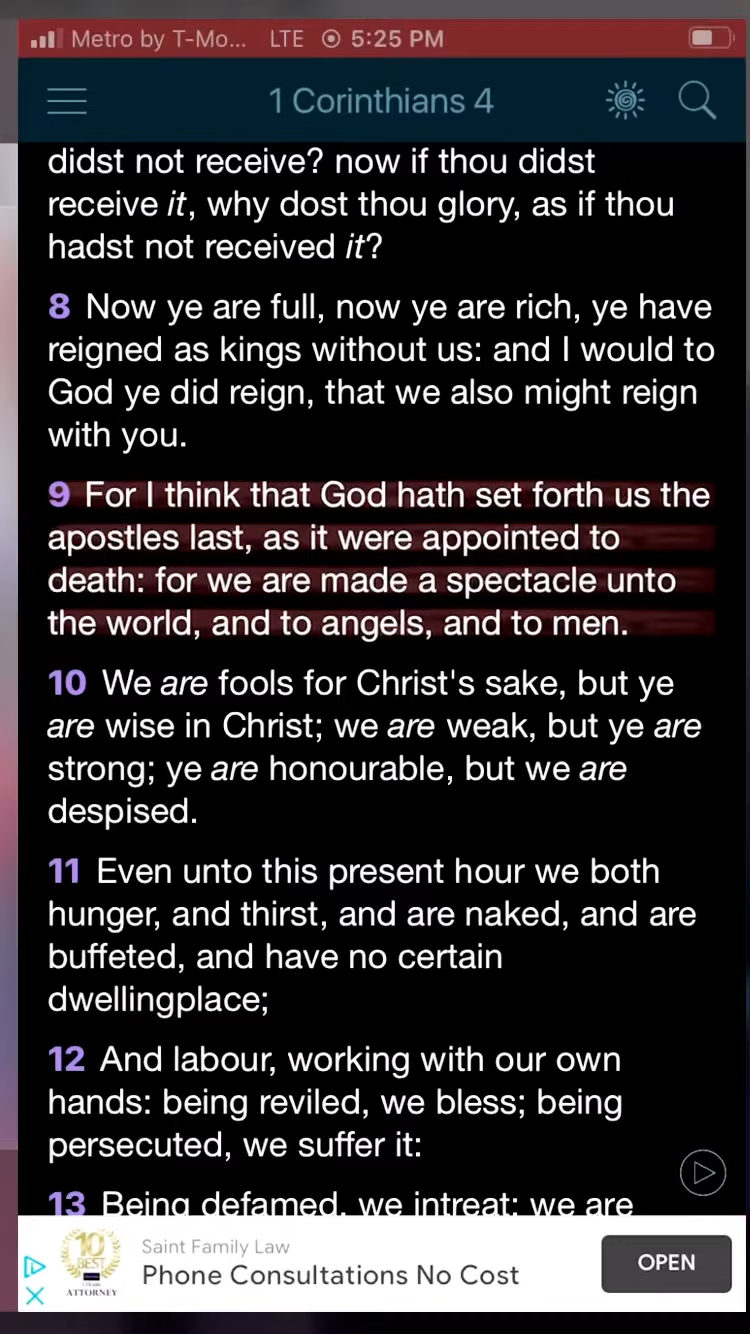 Metro by T-Mo... LTE 5:25 PM
1 Corinthians 4
didst not receive? now if thou didst
receive it, why dost thou glory, as if thou
hadst not received it?
8 Now ye are full, now ye are rich, ye have
reigned as kings without us: and I would to
God ye did reign, that we also might reign
with you.
9 For I think that God hath set forth us the
apostles last, as it were appointed to
death: for we are made a spectacle unto
the world, and to angels, and to men.
10 We are fools for Christ's sake, but ye
are wise in Christ; we are weak, but ye are
strong; ye are honourable, but we are
despised.
11 Even unto this present hour we both
hunger, and thirst, and are naked, and are
buffeted, and have no certain
dwellingplace;
12 And labour, working with our own
hands: being reviled, we bless; being
persecuted, we suffer it:
13 Being defamed, we intreat: we are
10
BEST
ATTORNEY
Saint Family Law
Phone Consultations No Cost
OPEN